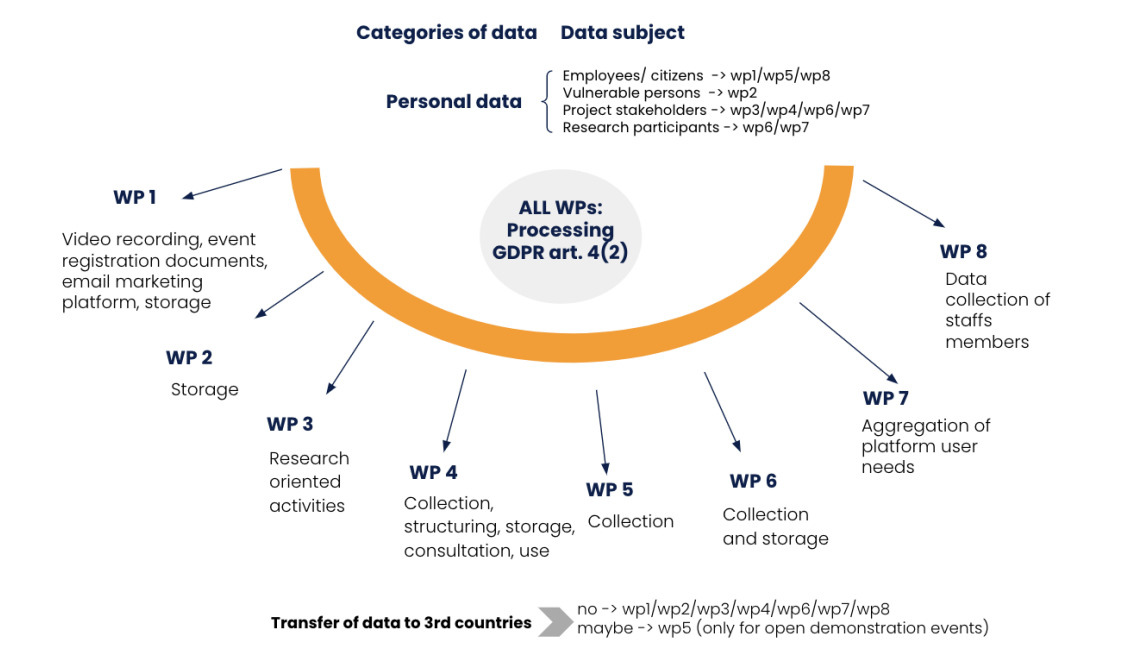 Categories of data Data subject
Personal data
Employees/ citizens -> wp1/wp5/wp8
Vulnerable persons -> wp2
Project stakeholders -> wp3/wp4/wp6/wp7
Research participants -> wp6/wp7
ALL WPs:
Processing
GDPR art. 4(2)
WP 1
Video recording, event
registration documents,
email marketing
platform, storage
WP 2
Storage
WP 3
Research
oriented
activities
WP 4
Collection,
structuring, storage,
consultation, use
WP 5
Collection
WP 6
Collection
and storage
WP 7
Aggregation of
platform user
needs
WP 8
Data
collection of
staffs
members
Transfer of data to 3rd countries
no -> wp1/wp2/wp3/wp4/wp6/wp7/wp8
maybe -> wp5 (only for open demonstration events)